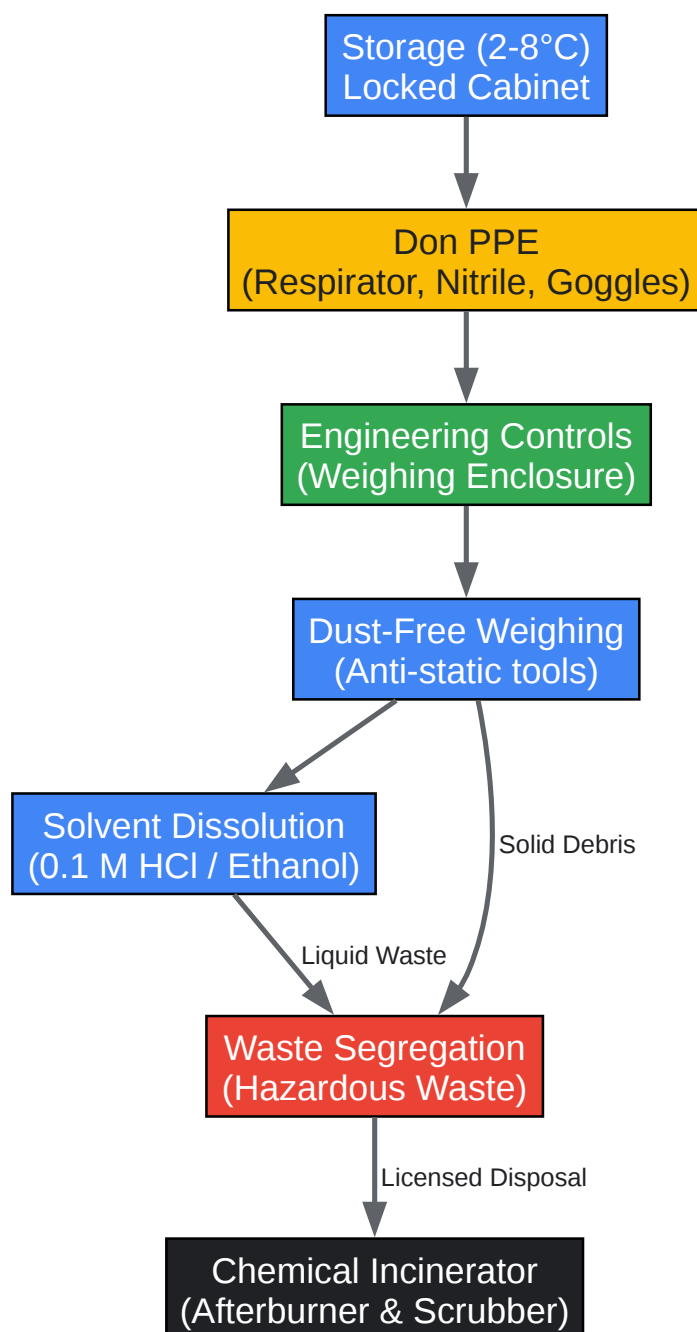 Storage (2-8°C)
Locked Cabinet
Don PPE
(Respirator, Nitrile, Goggles)
Engineering Controls
(Weighing Enclosure)
Dust-Free Weighing
(Anti-static tools)
Solvent Dissolution
(0.1 M HCl / Ethanol)
Solid Debris
Liquid Waste
Waste Segregation
(Hazardous Waste)
Licensed Disposal
Chemical Incinerator
(Afterburner & Scrubber)